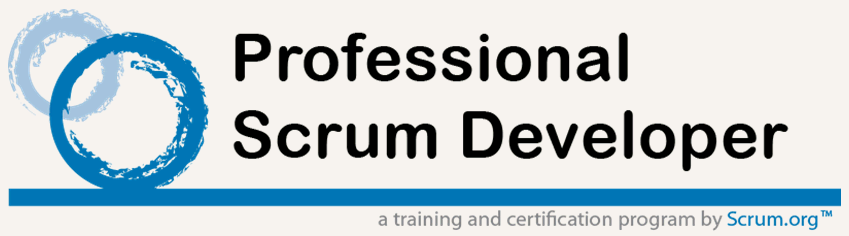 Professional
Scrum Developer
a training and certification program by Scrum.org™